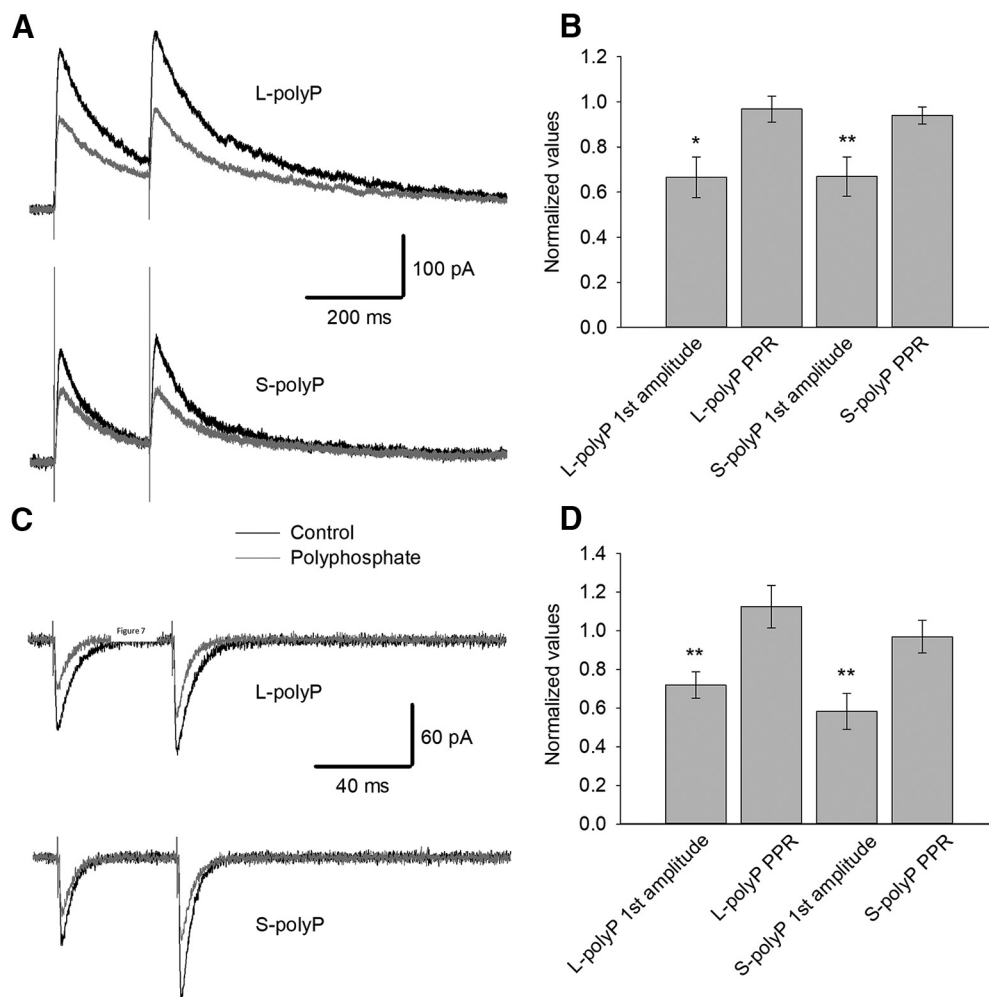 A
L-polyP
100 pA
200 ms
S-polyP
B
Normalized values
1.2
1.0
0.8
0.6
0.4
0.2
0.0
*
**
L-polyP 1st amplitude
L-polyP PPR
S-polyP 1st amplitude
S-polyP PPR
C
Control
Polyphosphate
Figure 7
L-polyP
60 pA
40 ms
S-polyP
D
Normalized values
1.4
1.2
1.0
0.8
0.6
0.4
0.2
0.0
**
**
L-polyP 1st amplitude
L-polyP PPR
S-polyP 1st amplitude
S-polyP PPR